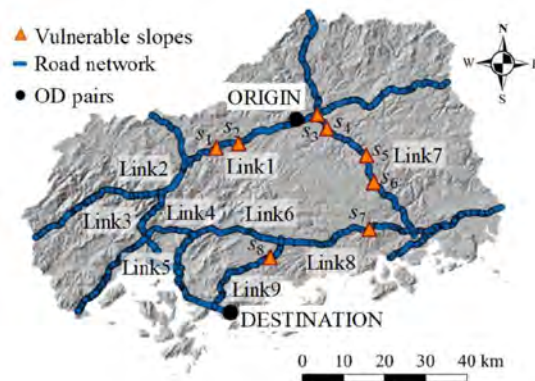 Vulnerable slopes
Road network
OD pairs
N
W
E
S
ORIGIN
s1
s2
s3
s4
s5
Link7
s6
Link1
Link2
Link3
Link4
Link6
s7
s8
Link5
Link8
Link9
DESTINATION
0 10 20 30 40 km